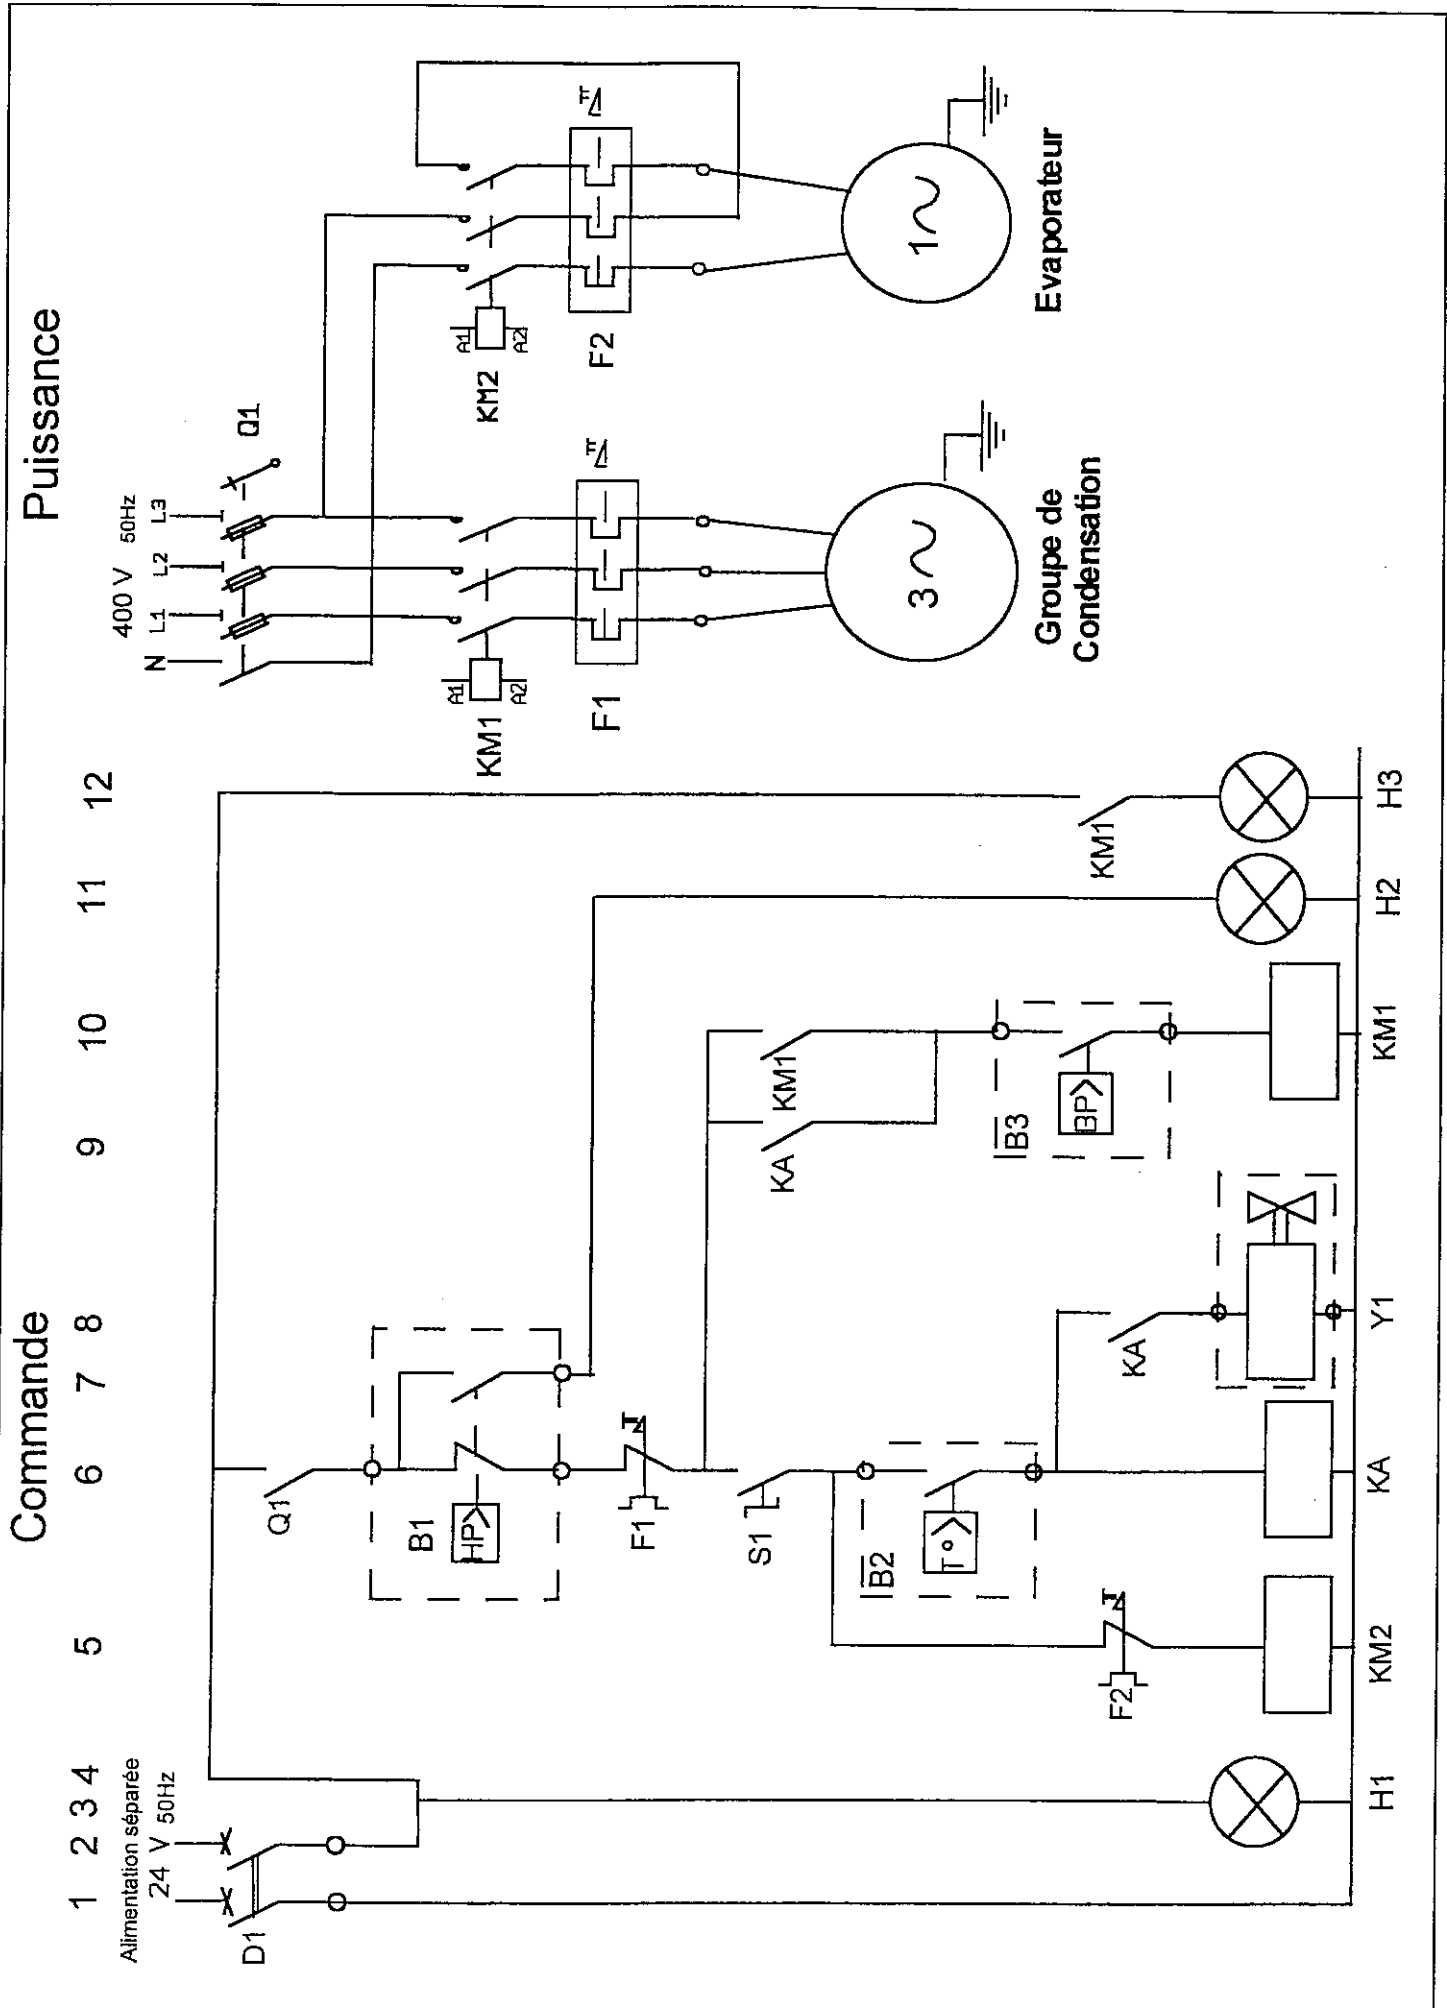 Commande
Puissance
1 2 3 4 5 6 7 8 9 10 11 12
Alimentation séparée
24 V 50Hz
D1
Q1
B1
HP>
F1
S1
B2
T°>
F2
KA
KM1
KA
B3
BP>
KM1
H1
KM2
KA
Y1
KM1
H2
H3
400 V 50Hz
N L1 L2 L3
Q1
A1
A2
KM1
A1
A2
KM2
F1
F2
3
1
Groupe de
Condensation
Evaporateur